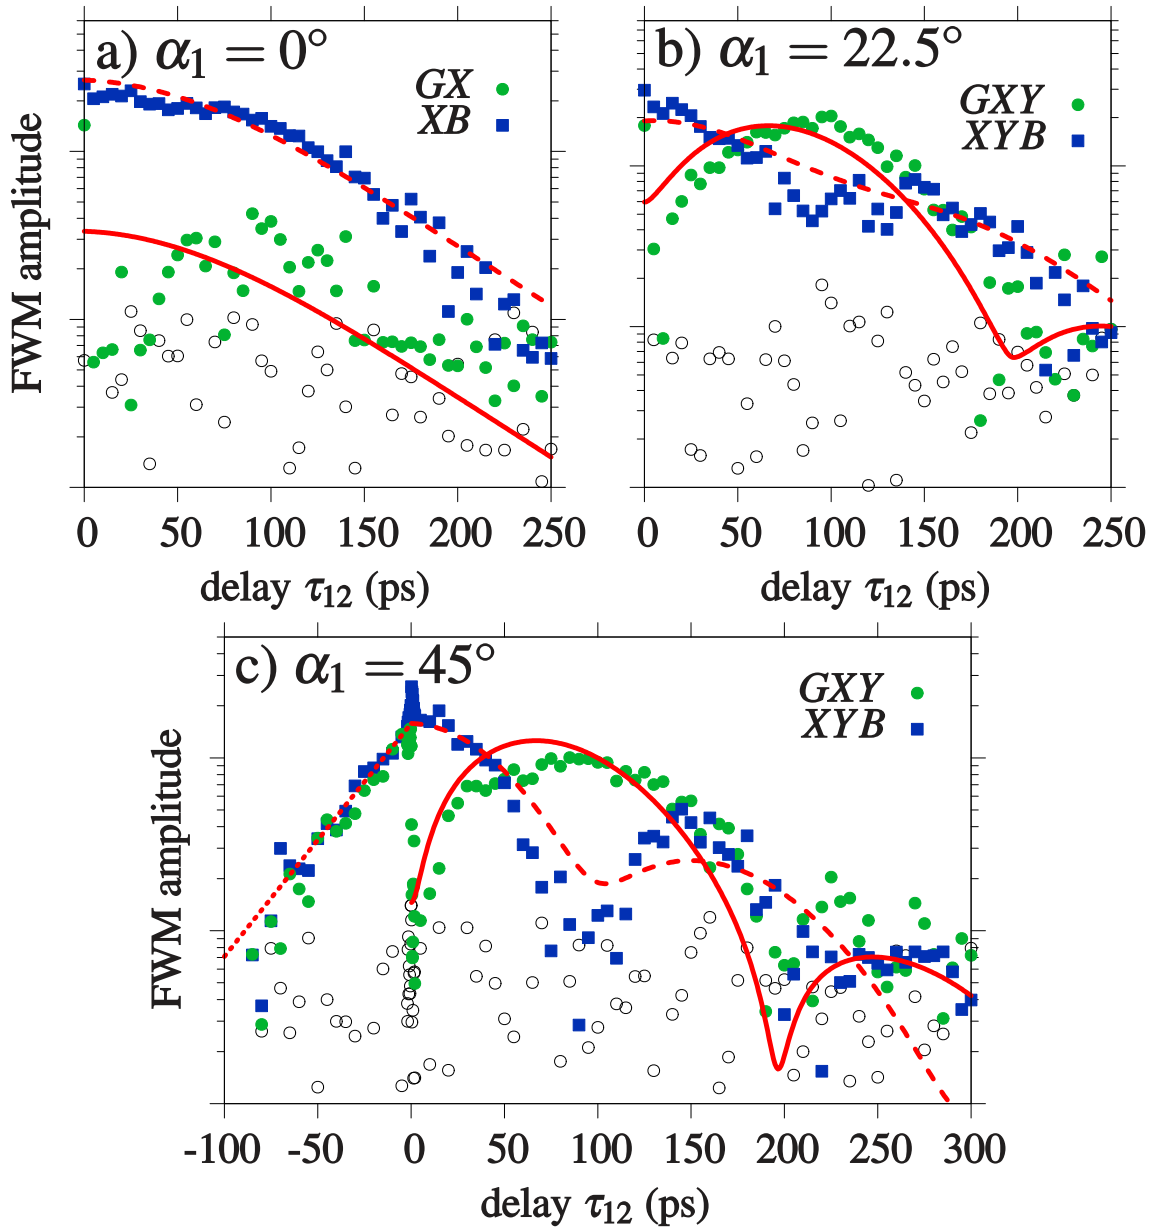 a) α₁ = 0°
GX
XB
FWM amplitude
0 50 100 150 200 250
delay τ₁₂ (ps)
b) α₁ = 22.5°
GXY
XYB
0 50 100 150 200 250
delay τ₁₂ (ps)
c) α₁ = 45°
GXY
XYB
FWM amplitude
-100 -50 0 50 100 150 200 250 300
delay τ₁₂ (ps)